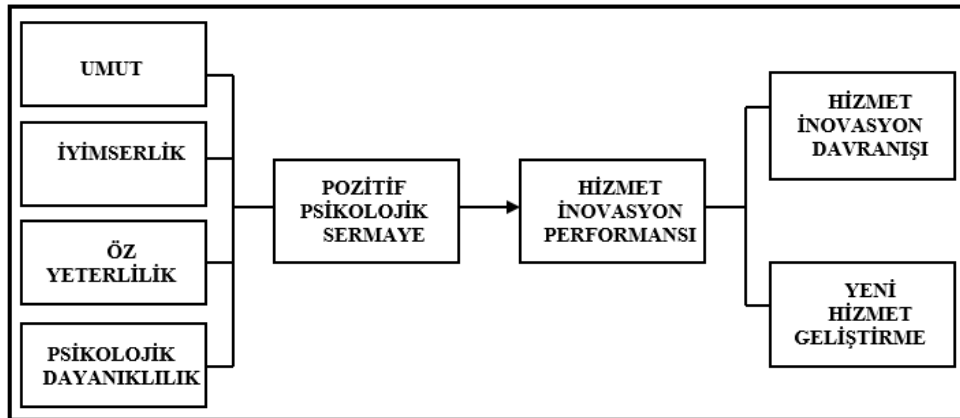 UMUT
İYİMSERLİK
ÖZ
YETERLİLİK
PSİKOLOJİK
DAYANIKLILIK
POZİTİF
PSİKOLOJİK
SERMAYE
HİZMET
İNOVASYON
PERFORMANSI
HİZMET
İNOVASYON
DAVRANIŞI
YENİ
HİZMET
GELİŞTİRME